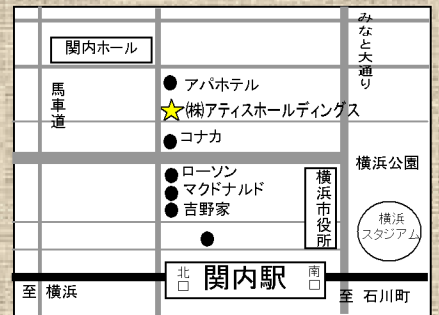 みなと大通り
関内ホール
馬車道
アパホテル
(株)アティスホールディングス
コナカ
横浜公園
ローソン
マクドナルド
吉野家
横浜市役所
横浜
スタジアム
北口
関内駅
南口
至 横浜
至 石川町